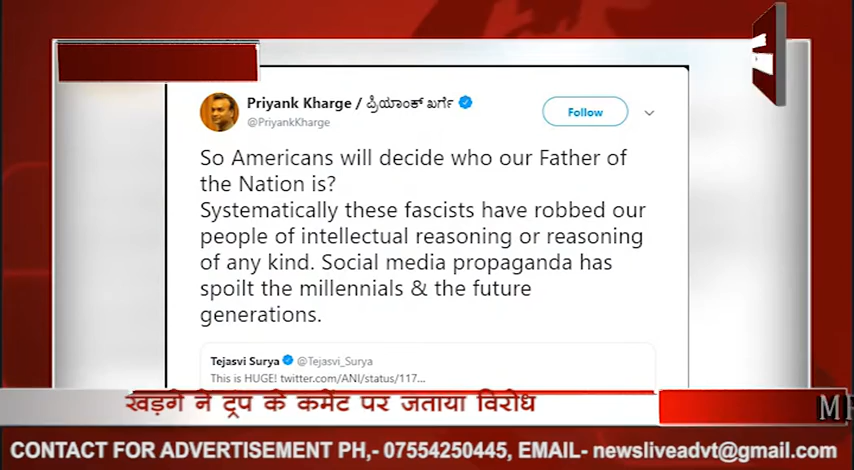 Priyank Kharge / ಪ್ರಿಯಾಂಕ್ ಖರ್ಗೆ
@PriyankKharge
Follow
So Americans will decide who our Father of
the Nation is?
Systematically these fascists have robbed our
people of intellectual reasoning or reasoning
of any kind. Social media propaganda has
spoilt the millennials & the future
generations.
Tejasvi Surya @Tejasvi_Surya
This is HUGE! twitter.com/ANI/status/117...
खड़गे ने ट्रंप के कमेंट पर जताया विरोध
CONTACT FOR ADVERTISEMENT PH,- 07554250445, EMAIL- newsliveadvt@gmail.com